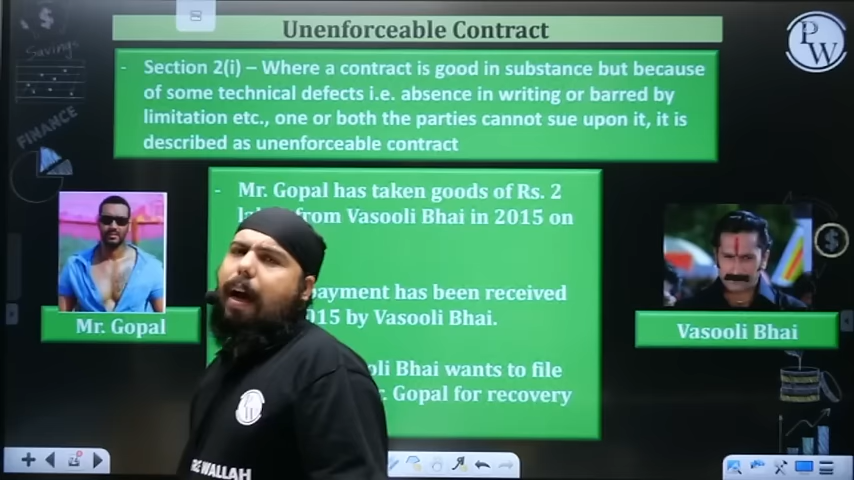 Unenforceable Contract
- Section 2(i) – Where a contract is good in substance but because
of some technical defects i.e. absence in writing or barred by
limitation etc., one or both the parties cannot sue upon it, it is
described as unenforceable contract
PW
Savings
FINANCE
- Mr. Gopal has taken goods of Rs. 2
from Vasooli Bhai in 2015 on
payment has been received
2015 by Vasooli Bhai.
Bhai wants to file
Gopal for recovery
Mr. Gopal
Vasooli Bhai
WALLAH